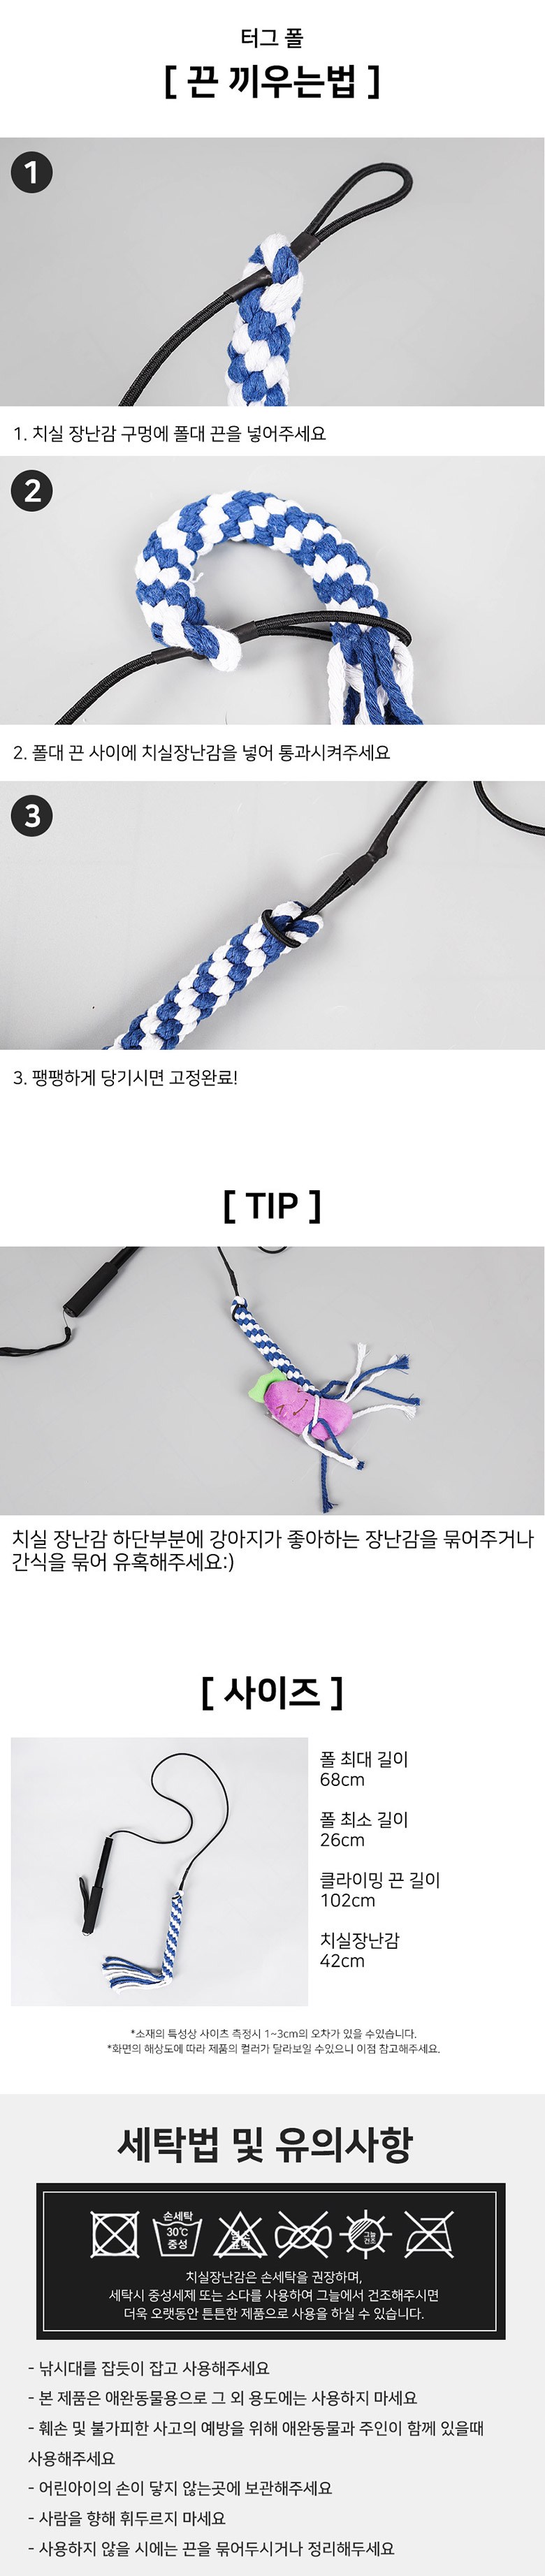 터그 폴
[ 끈 끼우는법 ]
1
1. 치실 장난감 구멍에 폴대 끈을 넣어주세요
2
2. 폴대 끈 사이에 치실장난감을 넣어 통과시켜주세요
3
3. 팽팽하게 당기시면 고정완료!
[ TIP ]
치실 장난감 하단부분에 강아지가 좋아하는 장난감을 묶어주거나
간식을 묶어 유혹해주세요:)
[ 사이즈 ]
폴 최대 길이
68cm
폴 최소 길이
26cm
클라이밍 끈 길이
102cm
치실장난감
42cm
*소재의 특성상 사이츠 측정시 1~3cm의 오차가 있을 수있습니다.
*화면의 해상도에 따라 제품의 컬러가 달라보일 수있으니 이점 참고해주세요.
세탁법 및 유의사항
손세탁
30℃
중성
염소
표백
그늘
건조
치실장난감은 손세탁을 권장하며,
세탁시 중성세제 또는 소다를 사용하여 그늘에서 건조해주시면
더욱 오랫동안 튼튼한 제품으로 사용을 하실 수 있습니다.
- 낚시대를 잡듯이 잡고 사용해주세요
- 본 제품은 애완동물용으로 그 외 용도에는 사용하지 마세요
- 훼손 및 불가피한 사고의 예방을 위해 애완동물과 주인이 함께 있을때
사용해주세요
- 어린아이의 손이 닿지 않는곳에 보관해주세요
- 사람을 향해 휘두르지 마세요
- 사용하지 않을 시에는 끈을 묶어두시거나 정리해두세요